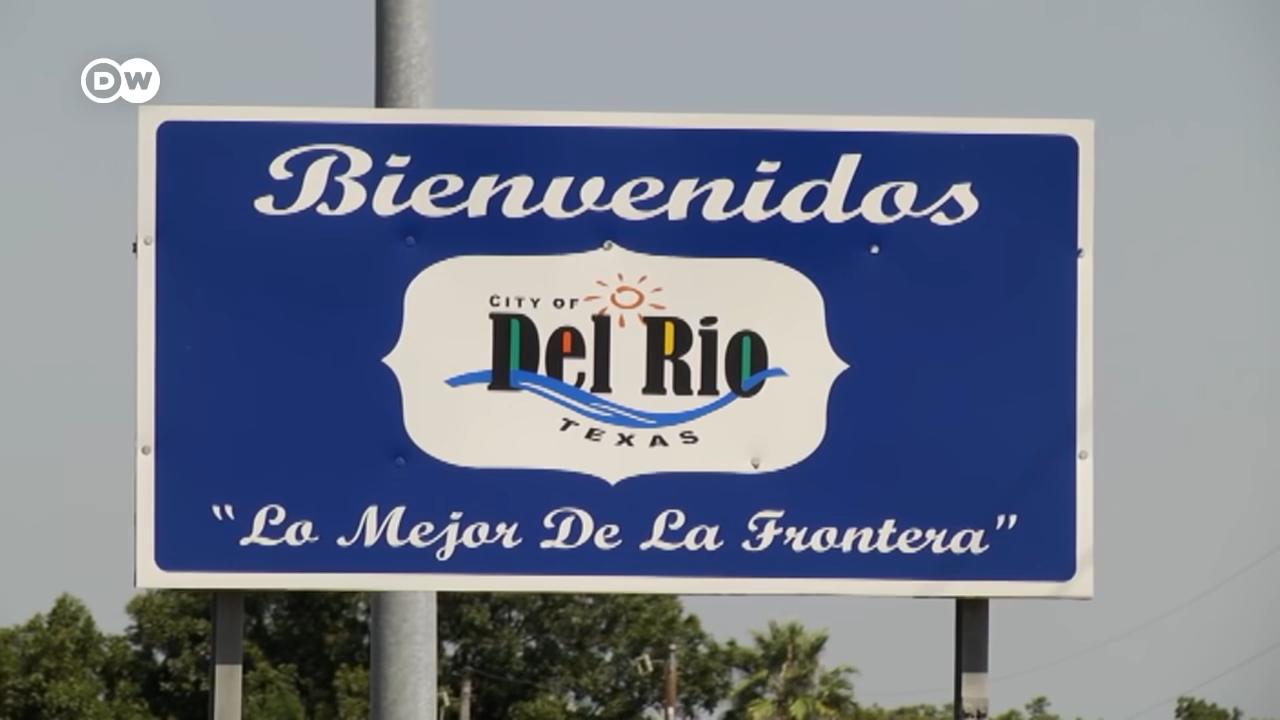 DW
Bienvenidos
CITY OF
Del Rio
TEXAS
"Lo Mejor De La Frontera"